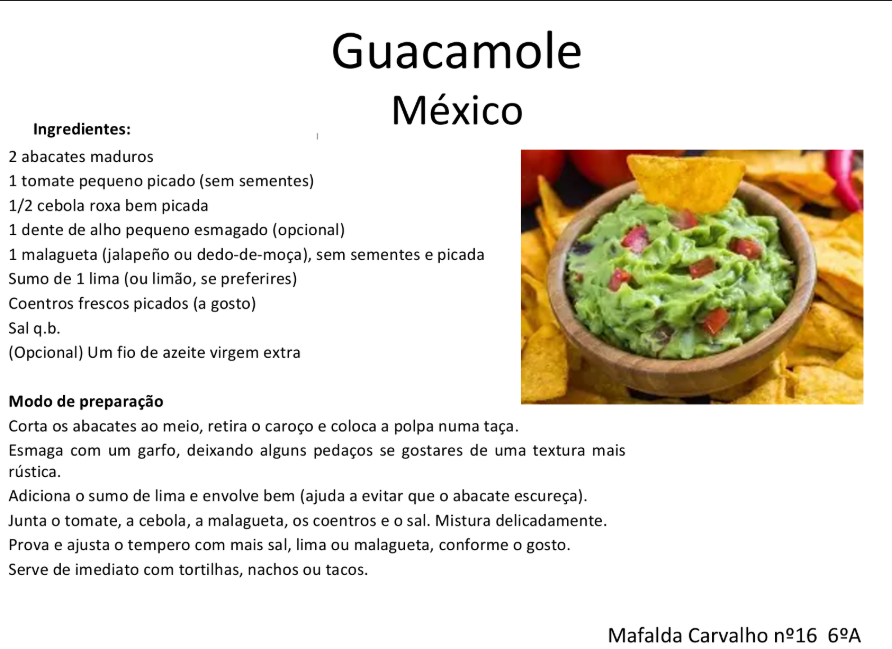 Guacamole
México
Ingredientes:
2 abacates maduros
1 tomate pequeno picado (sem sementes)
1/2 cebola roxa bem picada
1 dente de alho pequeno esmagado (opcional)
1 malagueta (jalapeño ou dedo-de-moça), sem sementes e picada
Sumo de 1 lima (ou limão, se preferires)
Coentros frescos picados (a gosto)
Sal q.b.
(Opcional) Um fio de azeite virgem extra
Modo de preparação
Corta os abacates ao meio, retira o caroço e coloca a polpa numa taça.
Esmaga com um garfo, deixando alguns pedaços se gostares de uma textura mais
rústica.
Adiciona o sumo de lima e envolve bem (ajuda a evitar que o abacate escureça).
Junta o tomate, a cebola, a malagueta, os coentros e o sal. Mistura delicadamente.
Prova e ajusta o tempero com mais sal, lima ou malagueta, conforme o gosto.
Serve de imediato com tortilhas, nachos ou tacos.
Mafalda Carvalho nº16 6ºA